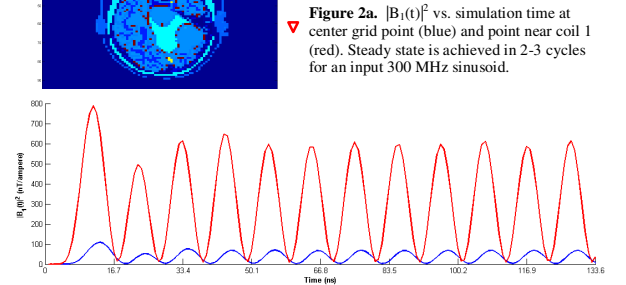 Figure 2a. |B₁(t)|² vs. simulation time at
center grid point (blue) and point near coil 1
(red). Steady state is achieved in 2-3 cycles
for an input 300 MHz sinusoid.
800
700
600
500
400
300
200
100
0
|B₁(t)|² (nT/ampere)
0 16.7 33.4 50.1 66.8 83.5 100.2 116.9 133.6
Time (ns)